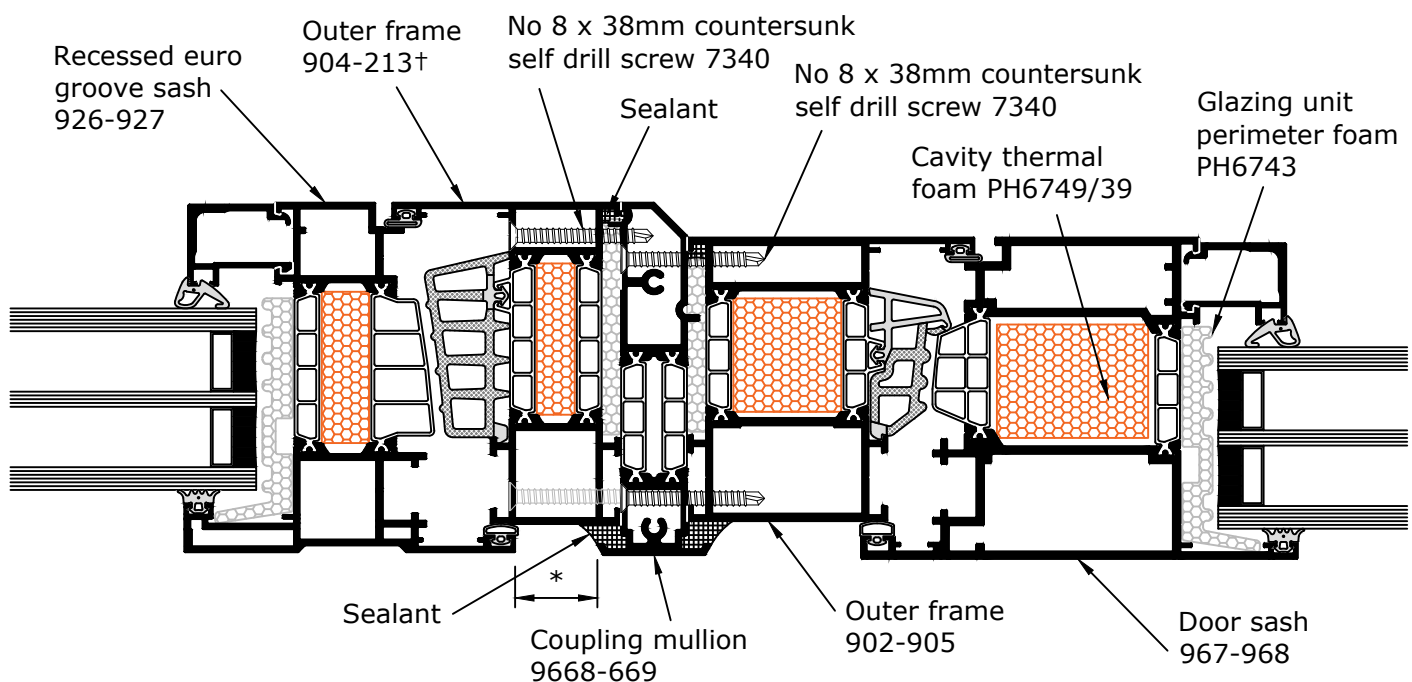 Recessed euro
groove sash
926-927
Outer frame
904-213†
No 8 x 38mm countersunk
self drill screw 7340
Sealant
No 8 x 38mm countersunk
self drill screw 7340
Cavity thermal
foam PH6749/39
Glazing unit
perimeter foam
PH6743
*
Sealant
Coupling mullion
9668-669
Outer frame
902-905
Door sash
967-968